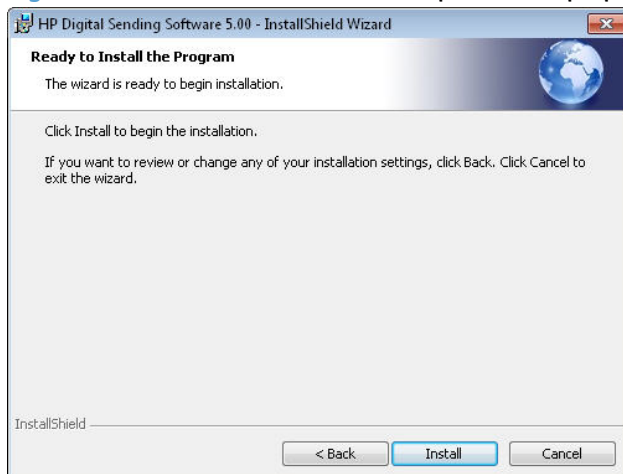 HP Digital Sending Software 5.00 - InstallShield Wizard
Ready to Install the Program
The wizard is ready to begin installation.
Click Install to begin the installation.
If you want to review or change any of your installation settings, click Back. Click Cancel to
exit the wizard.
InstallShield
< Back
Install
Cancel